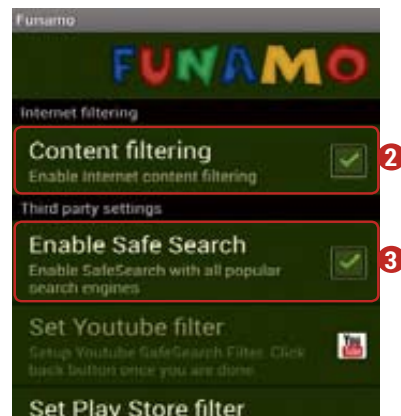 Funamo
FUNAMO
Internet filtering
Content filtering
Enable Internet content filtering
2
Third party settings
Enable Safe Search
Enable SafeSearch with all popular
search engines
3
Set Youtube filter
Setup Youtube SafeSearch Filter. Click
back button once you are done.
You
Tube
Set Play Store filter